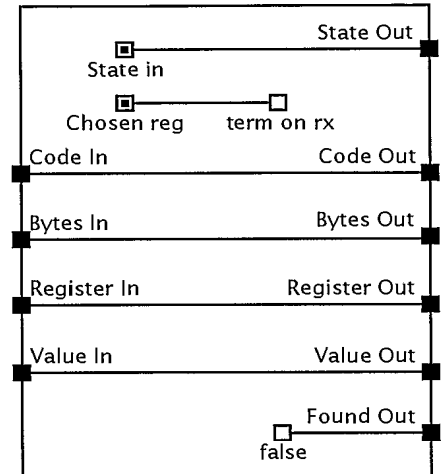 State Out
State in
Chosen reg term on rx
Code In Code Out
Bytes In Bytes Out
Register In Register Out
Value In Value Out
Found Out
false